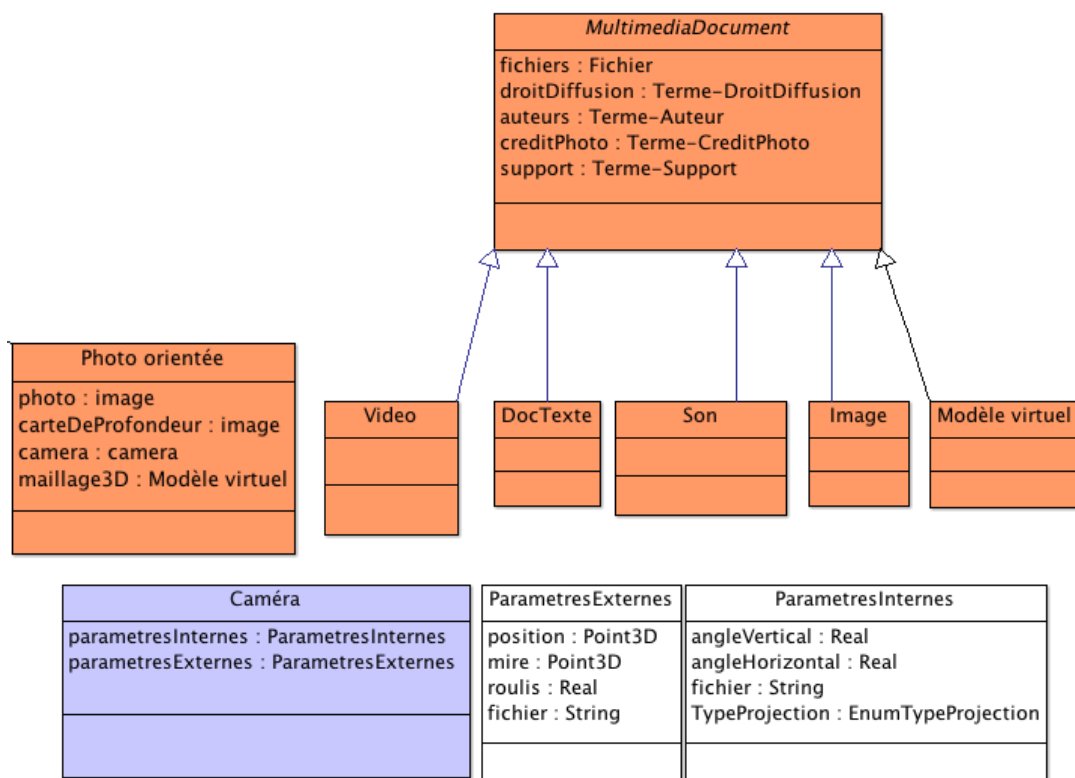 MultimediaDocument
fichiers : Fichier
droitDiffusion : Terme-DroitDiffusion
auteurs : Terme-Auteur
creditPhoto : Terme-CreditPhoto
support : Terme-Support
Photo orientée
photo : image
carteDeProfondeur : image
camera : camera
maillage3D : Modèle virtuel
Video
DocTexte
Son
Image
Modèle virtuel
Caméra
parametresInternes : ParametresInternes
parametresExternes : ParametresExternes
ParametresExternes
position : Point3D
mire : Point3D
roulis : Real
fichier : String
ParametresInternes
angleVertical : Real
angleHorizontal : Real
fichier : String
TypeProjection : EnumTypeProjection